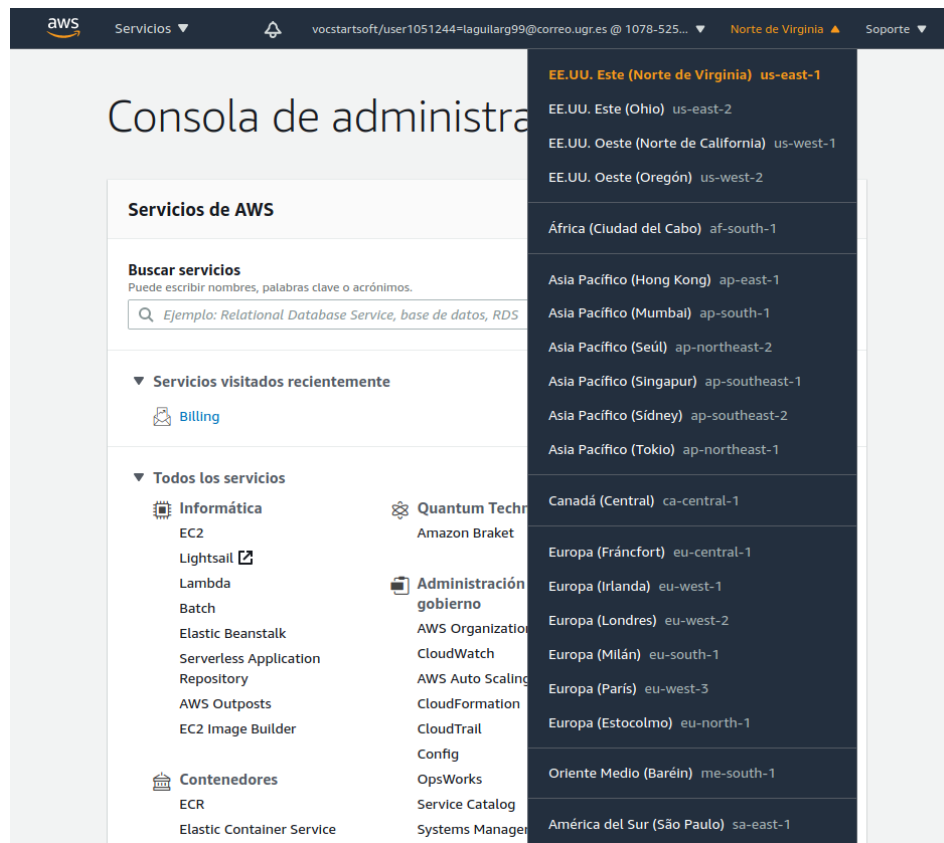 aws
Servicios
vocstartsoft/user1051244=laguilarg99@correo.ugr.es @ 1078-525...
Norte de Virginia
Soporte
Consola de administra
Servicios de AWS
Buscar servicios
Puede escribir nombres, palabras clave o acrónimos.
Ejemplo: Relational Database Service, base de datos, RDS
Servicios visitados recientemente
Billing
Todos los servicios
Informática
EC2
Lightsail
Lambda
Batch
Elastic Beanstalk
Serverless Application
Repository
AWS Outposts
EC2 Image Builder
Contenedores
ECR
Elastic Container Service
Quantum Techn
Amazon Braket
Administración
gobierno
AWS Organization
CloudWatch
AWS Auto Scaling
CloudFormation
CloudTrail
Config
OpsWorks
Service Catalog
Systems Manager
EE.UU. Este (Norte de Virginia) us-east-1
EE.UU. Este (Ohio) us-east-2
EE.UU. Oeste (Norte de California) us-west-1
EE.UU. Oeste (Oregón) us-west-2
África (Ciudad del Cabo) af-south-1
Asia Pacífico (Hong Kong) ap-east-1
Asia Pacífico (Mumbai) ap-south-1
Asia Pacífico (Seúl) ap-northeast-2
Asia Pacífico (Singapur) ap-southeast-1
Asia Pacífico (Sídney) ap-southeast-2
Asia Pacífico (Tokio) ap-northeast-1
Canadá (Central) ca-central-1
Europa (Fráncfort) eu-central-1
Europa (Irlanda) eu-west-1
Europa (Londres) eu-west-2
Europa (Milán) eu-south-1
Europa (París) eu-west-3
Europa (Estocolmo) eu-north-1
Oriente Medio (Baréin) me-south-1
América del Sur (São Paulo) sa-east-1